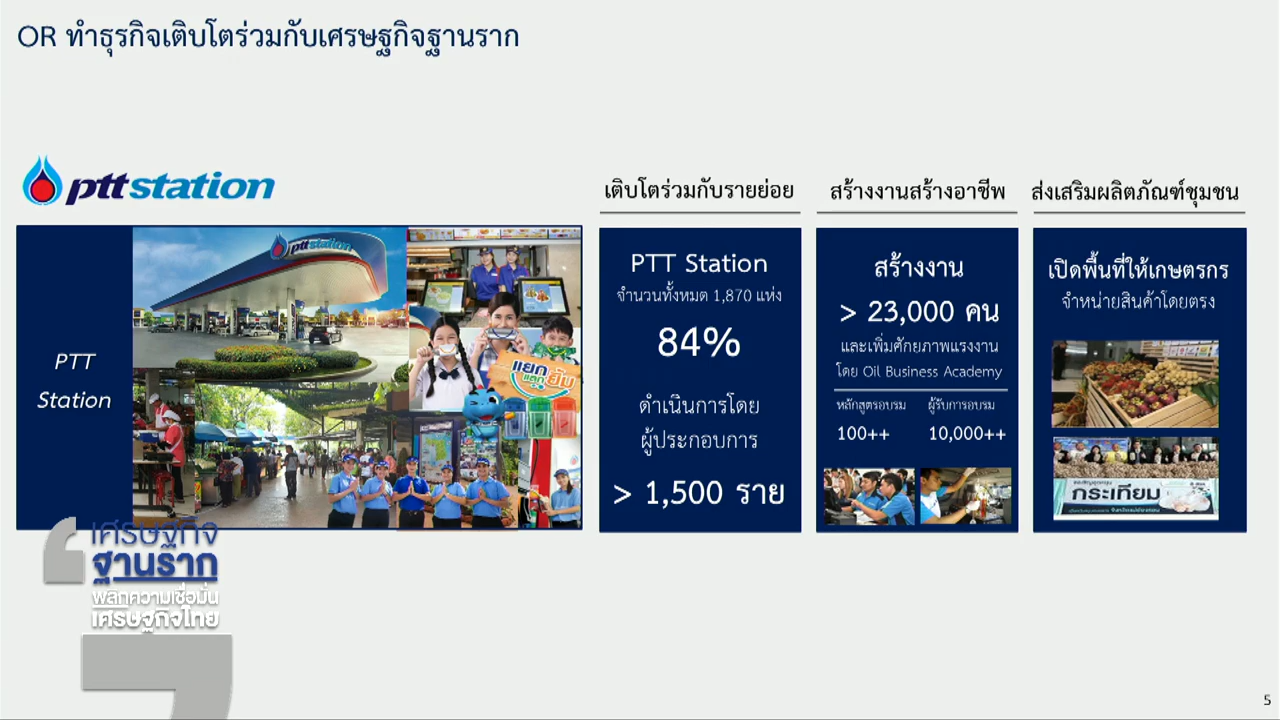 OR ทำธุรกิจเติบโตร่วมกับเศรษฐกิจฐานราก
ptt station
PTT
Station
ptt station
แยก
แลก
ยิ้ม
เติบโตร่วมกับรายย่อย
PTT Station
จำนวนทั้งหมด 1,870 แห่ง
84%
ดำเนินการโดย
ผู้ประกอบการ
> 1,500 ราย
สร้างงานสร้างอาชีพ
สร้างงาน
> 23,000 คน
และเพิ่มศักยภาพแรงงาน
โดย Oil Business Academy
หลักสูตรอบรม ผู้รับการอบรม
100++ 10,000++
ส่งเสริมผลิตภัณฑ์ชุมชน
เปิดพื้นที่ให้เกษตรกร
จำหน่ายสินค้าโดยตรง
กระเทียม
เศรษฐกิจ
ฐานราก
พลิกความเชื่อมั่น
เศรษฐกิจไทย
5